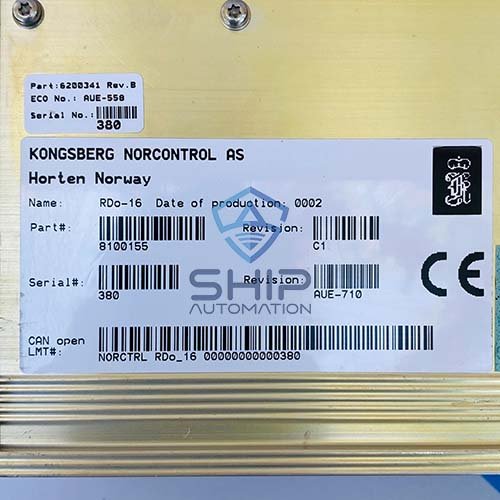 Part:6200341 Rev.B
ECO No.: AUE-558
Serial No.:
380
KONGSBERG NORCONTROL AS
Horten Norway
Name: RDo-16 Date of production: 0002
Part#: Revision:
8100155 C1
Serial#: Revision:
380 AUE-710
SHIP
AUTOMATION
CAN open
LMT#:
NORCTRL RDo_16 00000000000380
CE